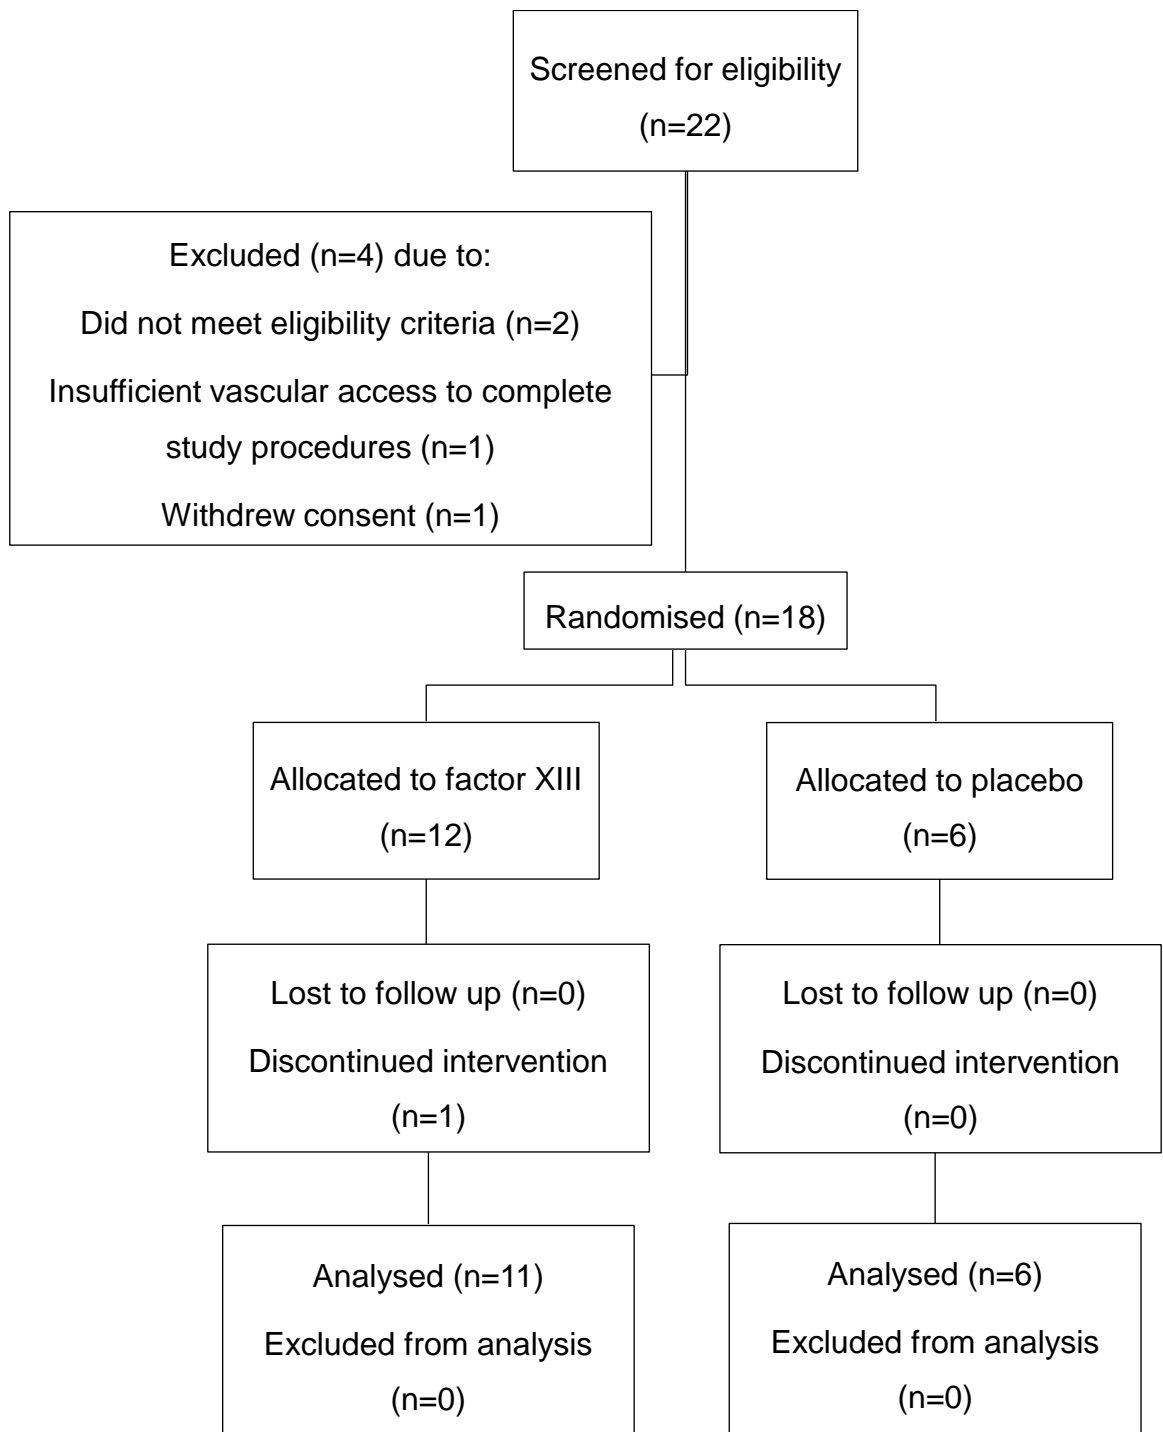 Screened for eligibility
(n=22)
Excluded (n=4) due to:
Did not meet eligibility criteria (n=2)
Insufficient vascular access to complete
study procedures (n=1)
Withdrew consent (n=1)
Randomised (n=18)
Allocated to factor XIII
(n=12)
Allocated to placebo
(n=6)
Lost to follow up (n=0)
Discontinued intervention
(n=1)
Lost to follow up (n=0)
Discontinued intervention
(n=0)
Analysed (n=11)
Excluded from analysis
(n=0)
Analysed (n=6)
Excluded from analysis
(n=0)